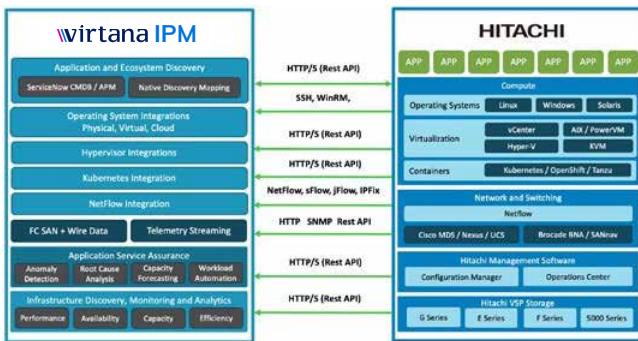 virtana IPM
Application and Ecosystem Discovery
ServiceNow CMDB / APM
Native Discovery Mapping
Operating System Integrations
Physical, Virtual, Cloud
Hypervisor Integrations
Kubernetes Integration
NetFlow Integration
FC SAN + Wire Data
Telemetry Streaming
Application Service Assurance
Anomaly Detection
Root Cause Analysis
Capacity Forecasting
Workload Automation
Infrastructure Discovery, Monitoring and Analytics
Performance
Availability
Capacity
Efficiency
HTTP/S (Rest API)
SSH, WinRM,
HTTP/S (Rest API)
HTTP/S (Rest API)
NetFlow, sFlow, jFlow, IPFix
HTTP SNMP Rest API
HTTP/S (Rest API)
HTTP/S (Rest API)
HITACHI
APP APP APP APP APP APP APP
Compute
Operating Systems
Linux
Windows
Solaris
Virtualization
vCenter
AIX / PowerVM
Hyper-V
KVM
Containers
Kubernetes / OpenShift / Tanzu
Network and Switching
Netflow
Cisco MDS / Nexus / UCS
Brocade BNA / SANnav
Hitachi Management Software
Configuration Manager
Operations Center
Hitachi VSP Storage
G Series
E Series
F Series
5000 Series